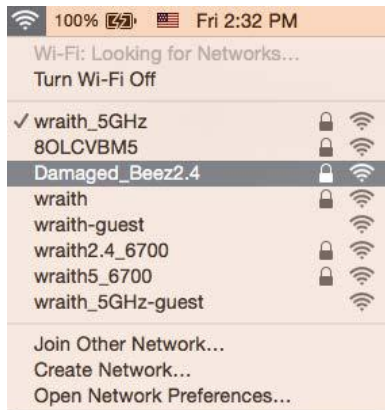 100% Fri 2:32 PM
Wi-Fi: Looking for Networks...
Turn Wi-Fi Off
wraith_5GHz
8OLCVBM5
Damaged_Beez2.4
wraith
wraith-guest
wraith2.4_6700
wraith5_6700
wraith_5GHz-guest
Join Other Network...
Create Network...
Open Network Preferences...